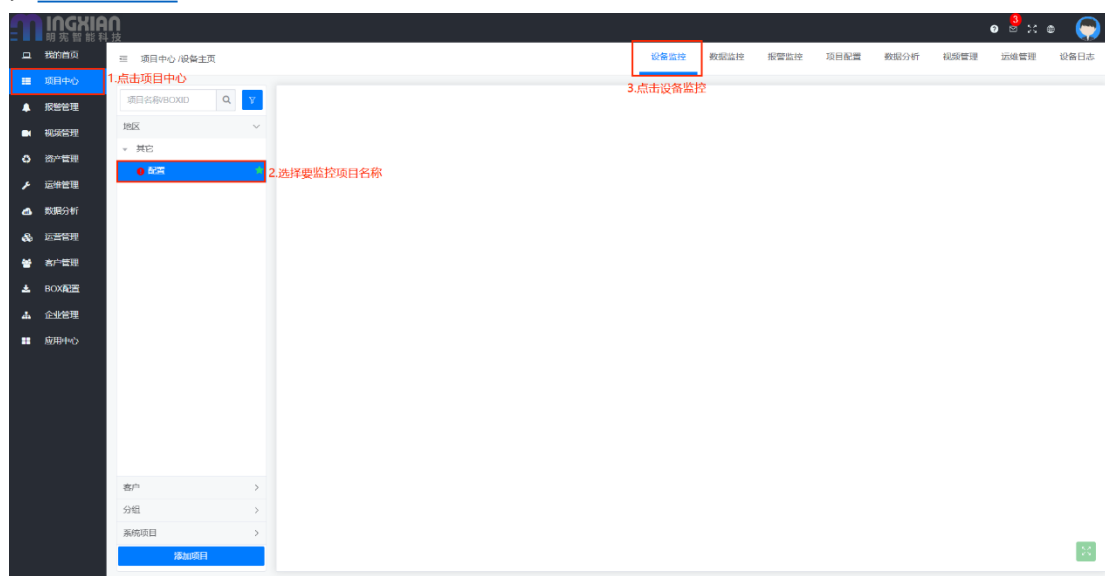 INGXIAN
明宪智能科技
3
我的首页
项目中心
报警管理
视频管理
资产管理
运维管理
数据分析
运营管理
客户管理
BOX配置
企业管理
应用中心
项目中心 /设备主页
设备监控 数据监控 报警监控 项目配置 数据分析 视频管理 运维管理 设备日志
1.点击项目中心
3.点击设备监控
项目名称/BOXID
地区
其它
配置
2.选择要监控项目名称
客户
分组
系统项目
添加项目